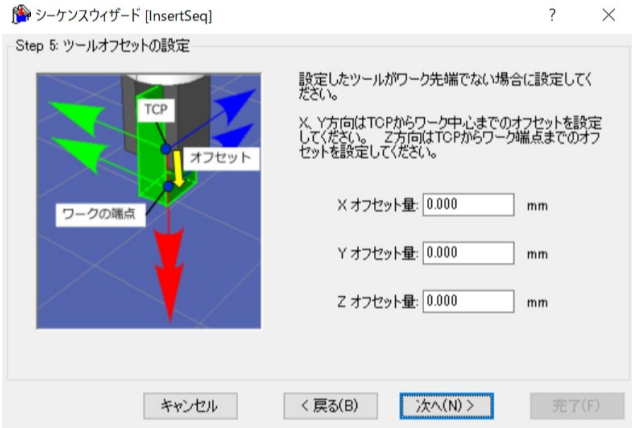 シーケンスウィザード [InsertSeq]
? ×
Step 5: ツールオフセットの設定
TCP
オフセット
ワークの端点
設定したツールがワーク先端でない場合に設定してく
ださい。
X、Y方向はTCPからワーク中心までのオフセットを設定
してください。 Z方向はTCPからワーク端点までのオフ
セットを設定してください。
X オフセット量: 0.000 mm
Y オフセット量: 0.000 mm
Z オフセット量: 0.000 mm
キャンセル < 戻る(B) 次へ(N) > 完了(F)